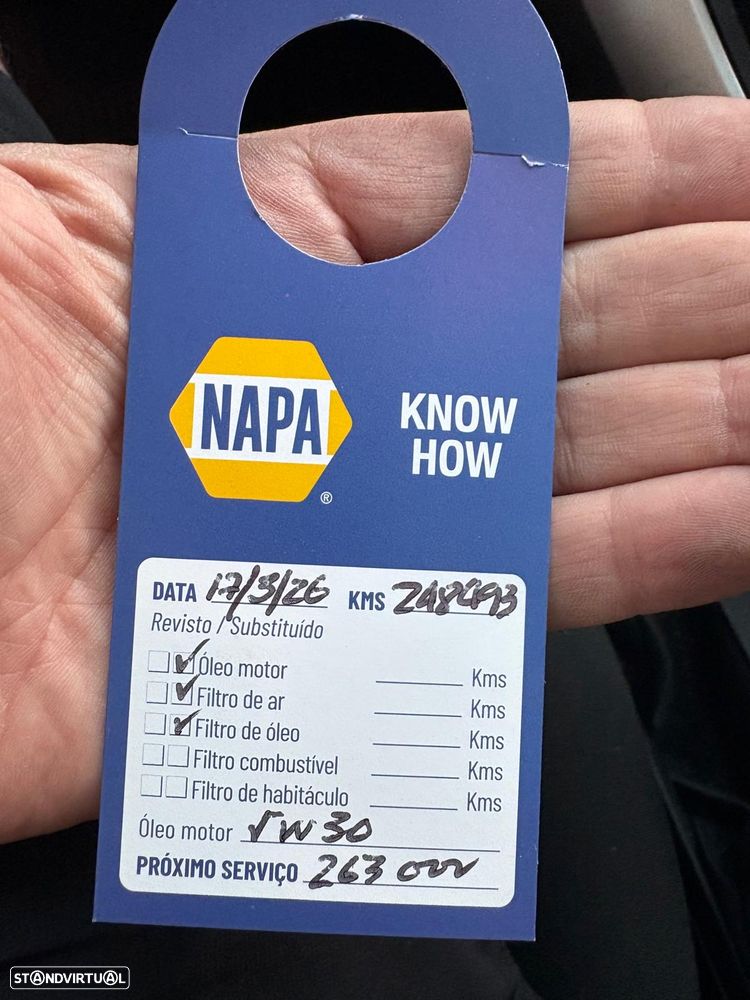 NAPA
®
KNOW
HOW
DATA 17/3/26 KMS 248493
Revisto / Substituído
Óleo motor Kms
Filtro de ar Kms
Filtro de óleo Kms
Filtro combustível Kms
Filtro de habitáculo Kms
Óleo motor 5W30
PRÓXIMO SERVIÇO 263 000
STANDVIRTUAL